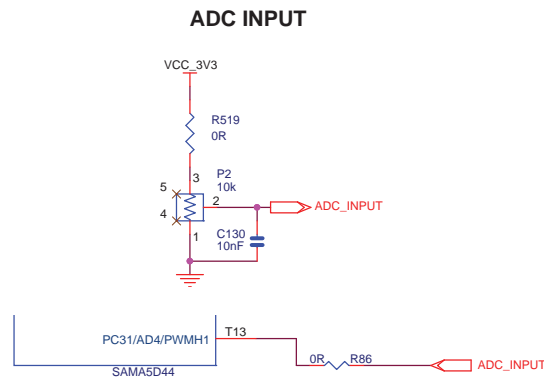 ADC INPUT
VCC_3V3
R519
0R
3
P2
10k
5
2
4
ADC_INPUT
1
C130
10nF
PC31/AD4/PWMH1
T13
0R
R86
ADC_INPUT
SAMA5D44